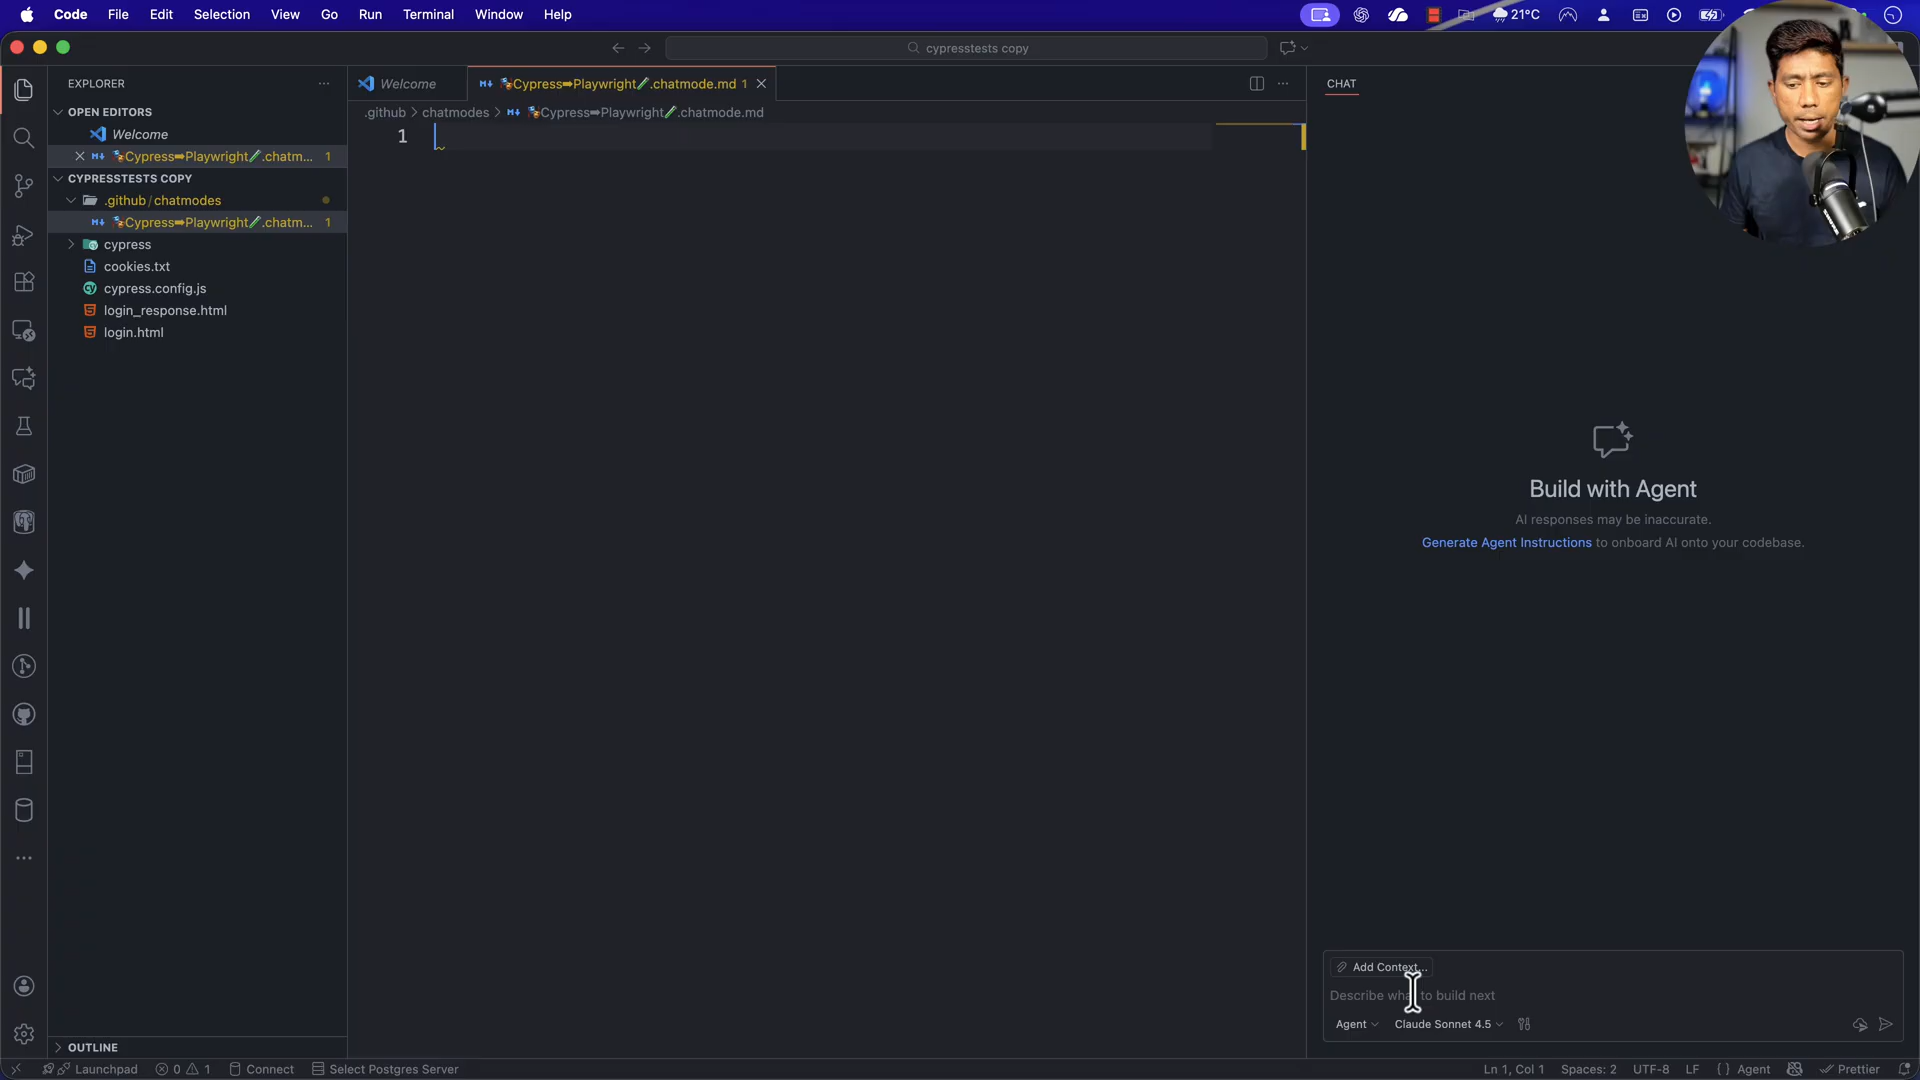 Code File Edit Selection View Go Run Terminal Window Help
21°C
cypresstests copy
EXPLORER
OPEN EDITORS
Welcome
🎭Cypress➡Playwright🧪.chatm... 1
CYPRESSTESTS COPY
.github/chatmodes
🎭Cypress➡Playwright🧪.chatm... 1
cypress
cookies.txt
cypress.config.js
login_response.html
login.html
OUTLINE
Welcome
🎭Cypress➡Playwright🧪.chatmode.md 1
.github > chatmodes > 🎭Cypress➡Playwright🧪.chatmode.md
1
CHAT
Build with Agent
AI responses may be inaccurate.
Generate Agent Instructions to onboard AI onto your codebase.
Add Context...
Describe what to build next
Agent Claude Sonnet 4.5
Launchpad 0 1 Connect Select Postgres Server
Ln 1, Col 1 Spaces: 2 UTF-8 LF { } Agent Prettier